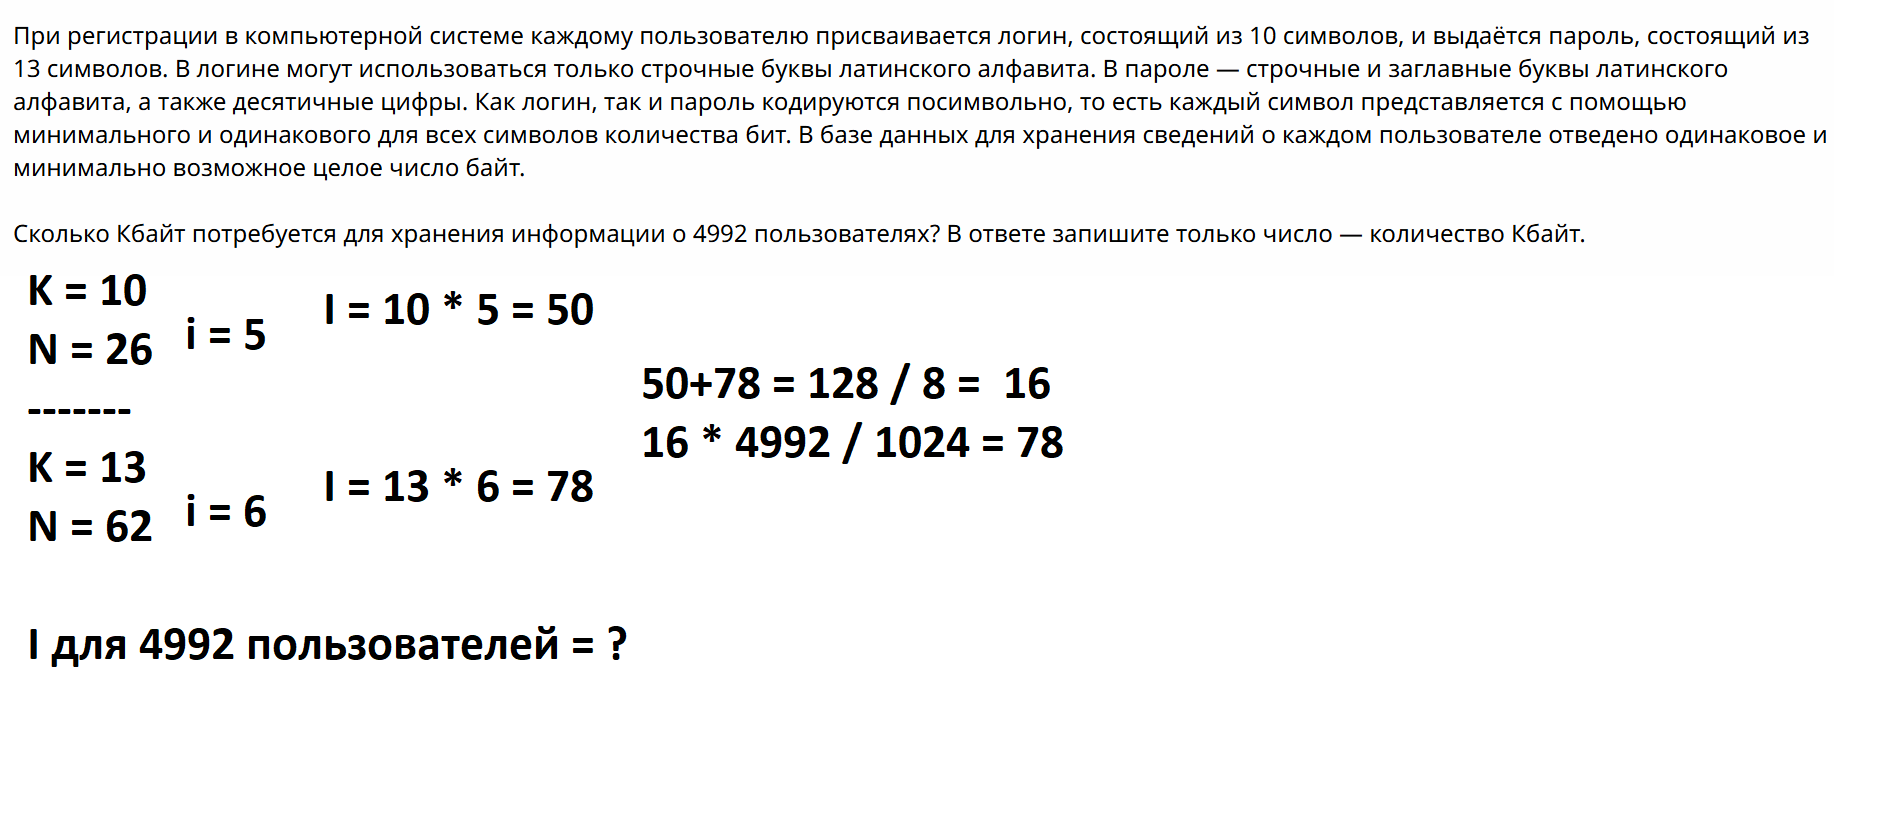 При регистрации в компьютерной системе каждому пользователю присваивается логин, состоящий из 10 символов, и выдаётся пароль, состоящий из
13 символов. В логине могут использоваться только строчные буквы латинского алфавита. В пароле — строчные и заглавные буквы латинского
алфавита, а также десятичные цифры. Как логин, так и пароль кодируются посимвольно, то есть каждый символ представляется с помощью
минимального и одинакового для всех символов количества бит. В базе данных для хранения сведений о каждом пользователе отведено одинаковое и
минимально возможное целое число байт.
Сколько Кбайт потребуется для хранения информации о 4992 пользователях? В ответе запишите только число — количество Кбайт.
K = 10
N = 26
i = 5
I = 10 * 5 = 50
-------
K = 13
N = 62
i = 6
I = 13 * 6 = 78
50+78 = 128 / 8 = 16
16 * 4992 / 1024 = 78
I для 4992 пользователей = ?